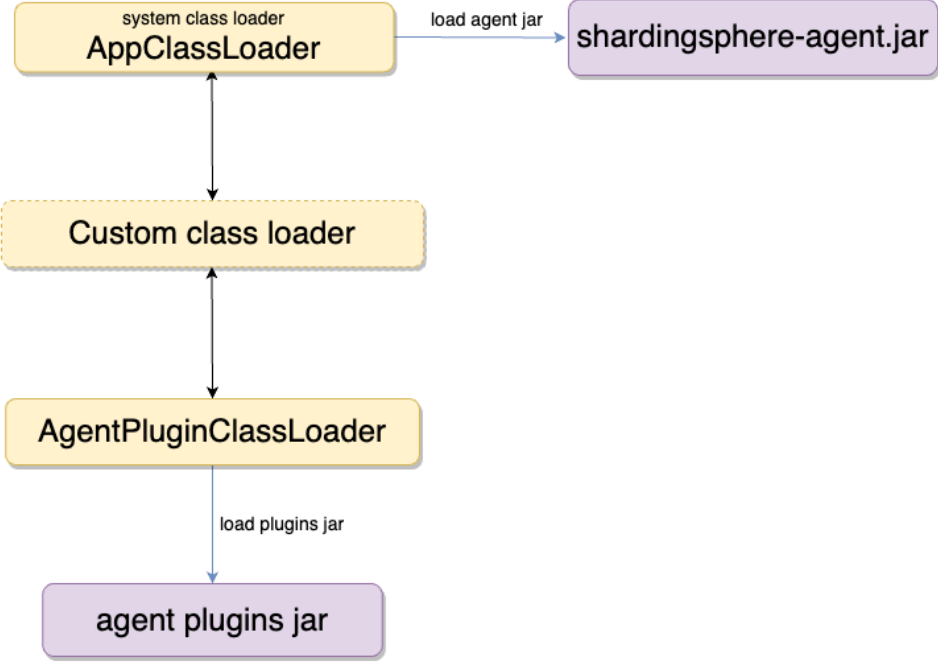 system class loader
AppClassLoader
load agent jar
shardingsphere-agent.jar
Custom class loader
AgentPluginClassLoader
load plugins jar
agent plugins jar